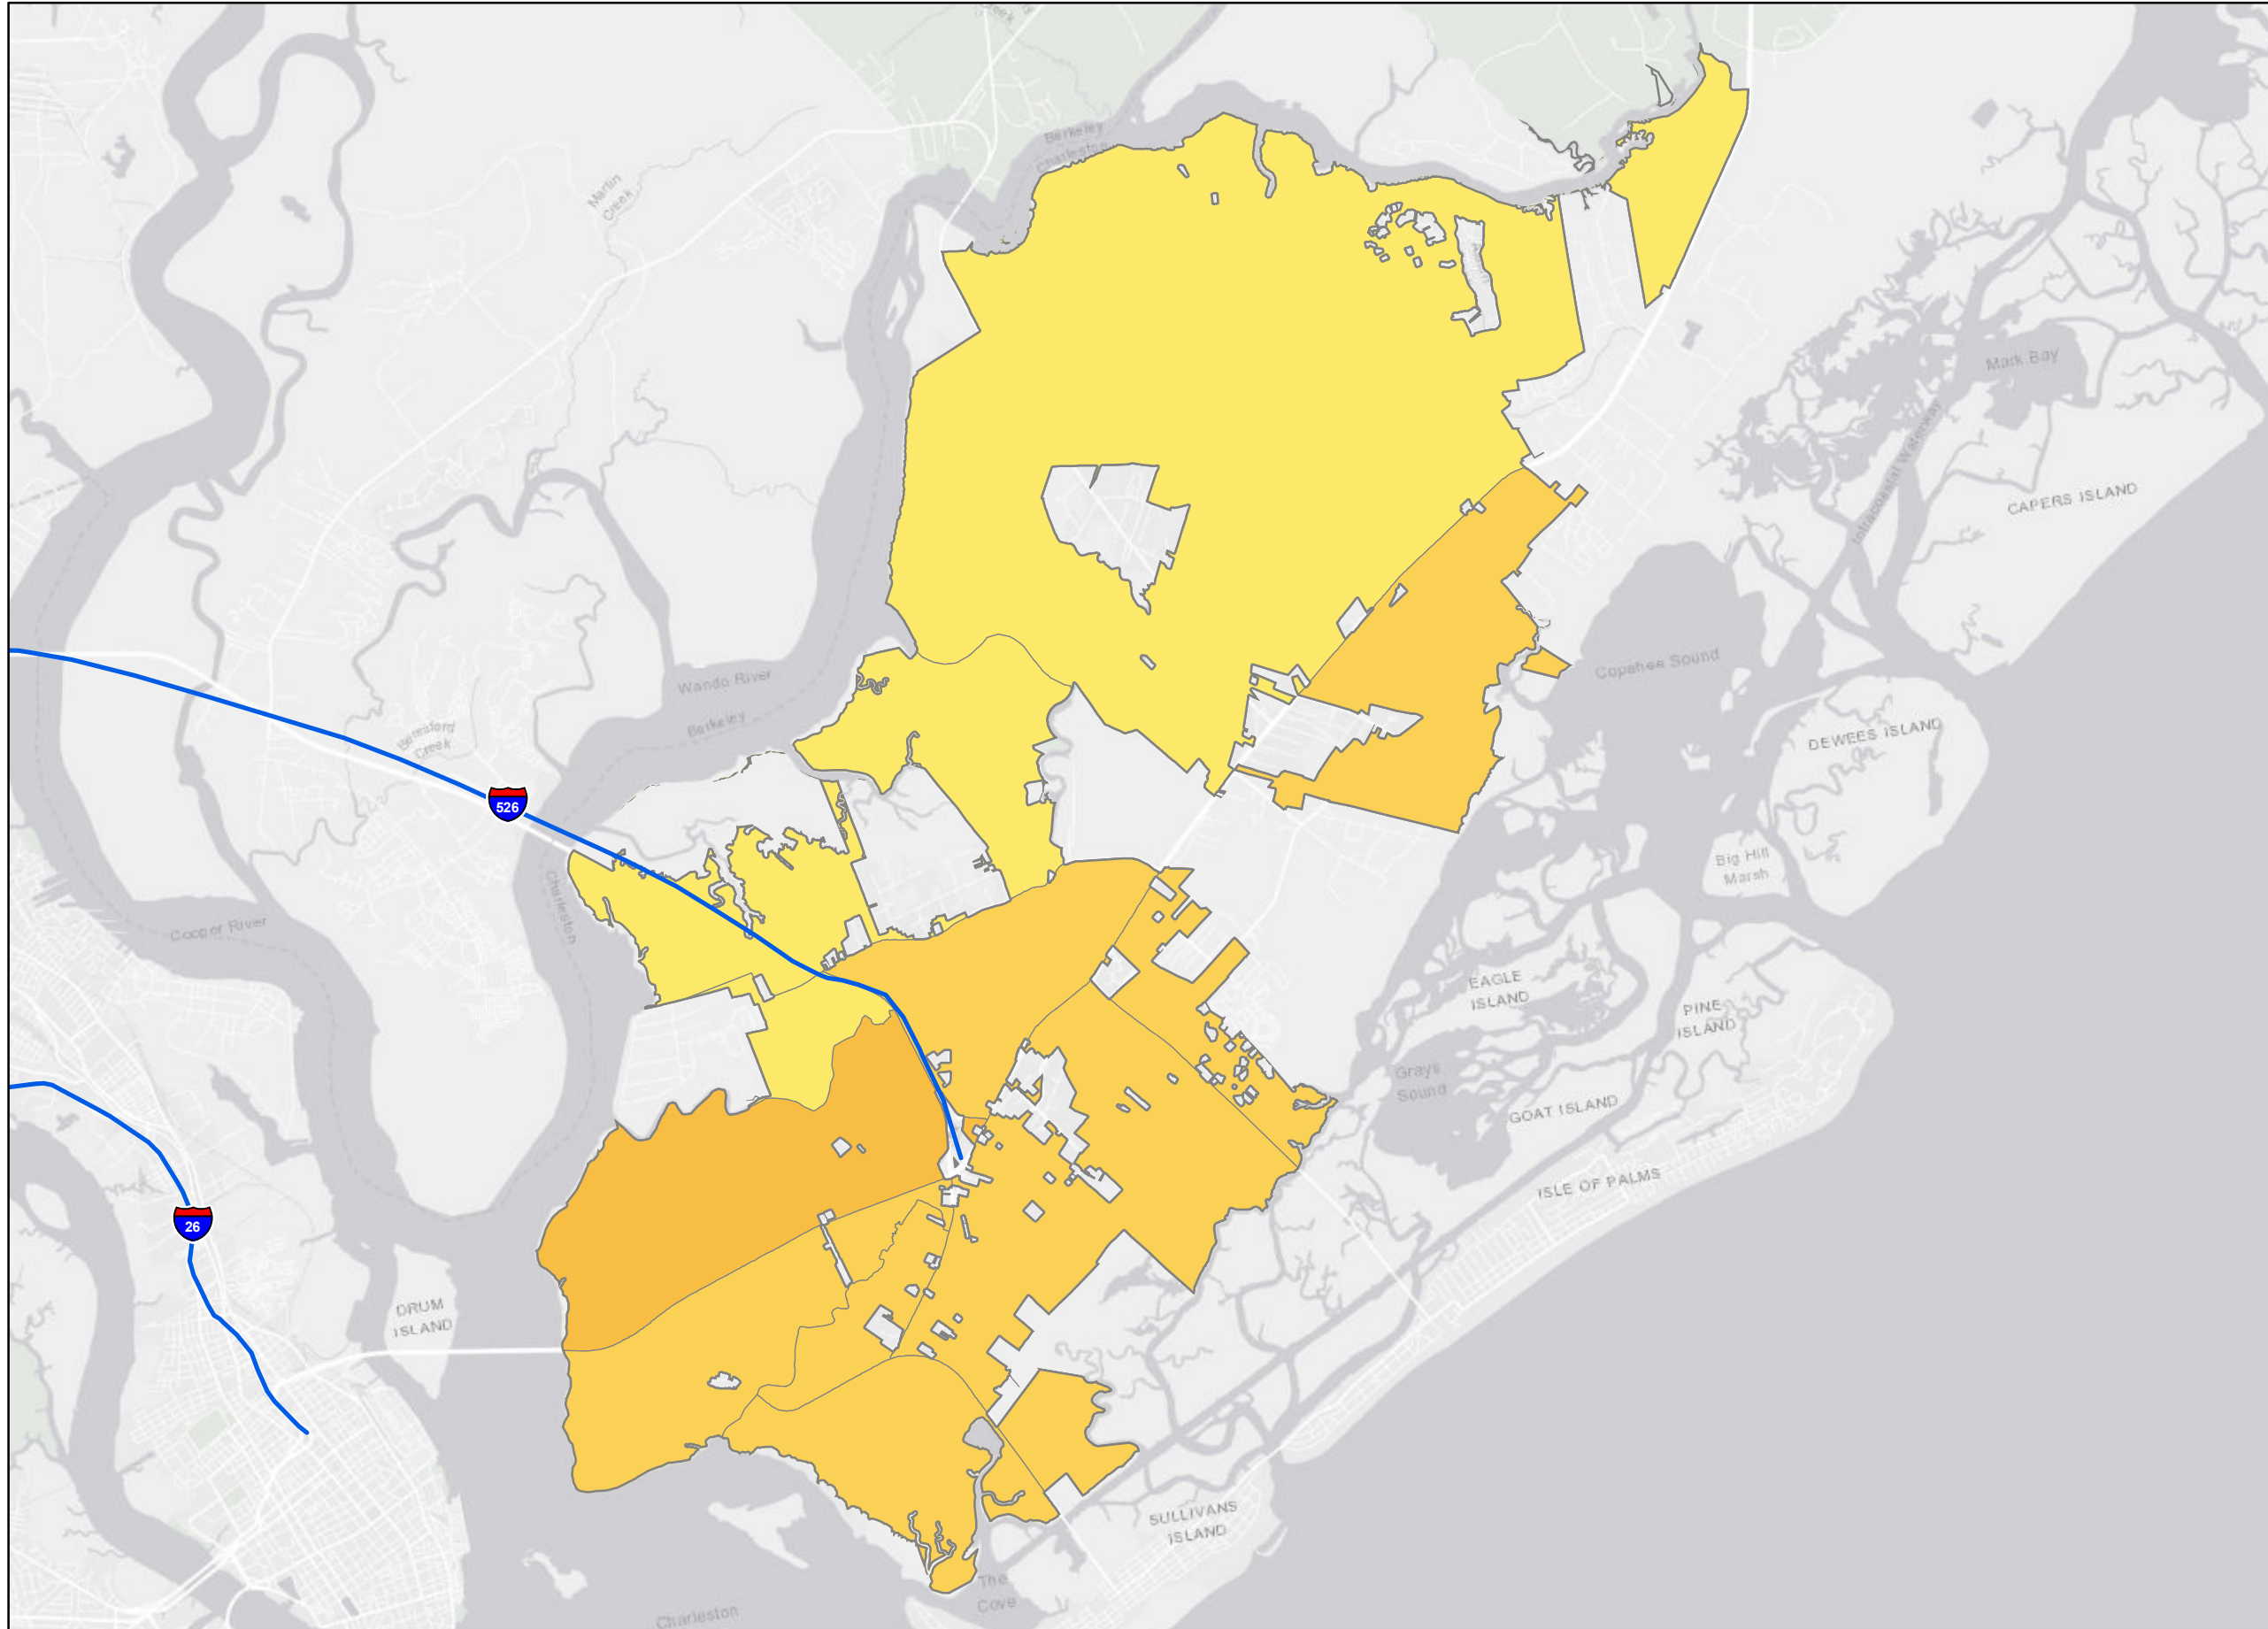 Creek
Berkeley
Charleston
Martin
Creek
Mark Bay
Intracoastal Waterway
CAPERS ISLAND
Wando River
Berkeley
Copahee Sound
Beresford
Creek
DEWEES ISLAND
526
Big Hill
Marsh
Charleston
Cooper River
EAGLE
ISLAND
PINE
ISLAND
Grays
Sound
GOAT ISLAND
ISLE OF PALMS
26
DRUM
ISLAND
SULLIVANS
ISLAND
The
Cove
Charleston